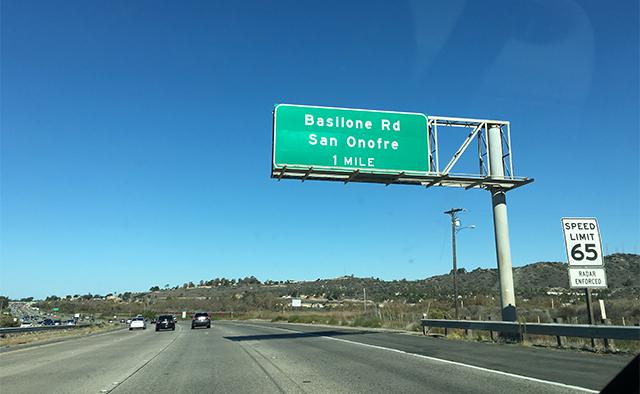 Basilone Rd
San Onofre
1 MILE
SPEED
LIMIT
65
RADAR
ENFORCED